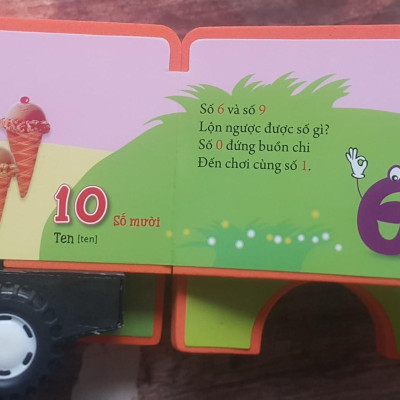 10 Số mười
Ten [ten]
Số 6 và số 9
Lộn ngược được số gì?
Số 0 đứng buồn chi
Đến chơi cùng số 1.
6